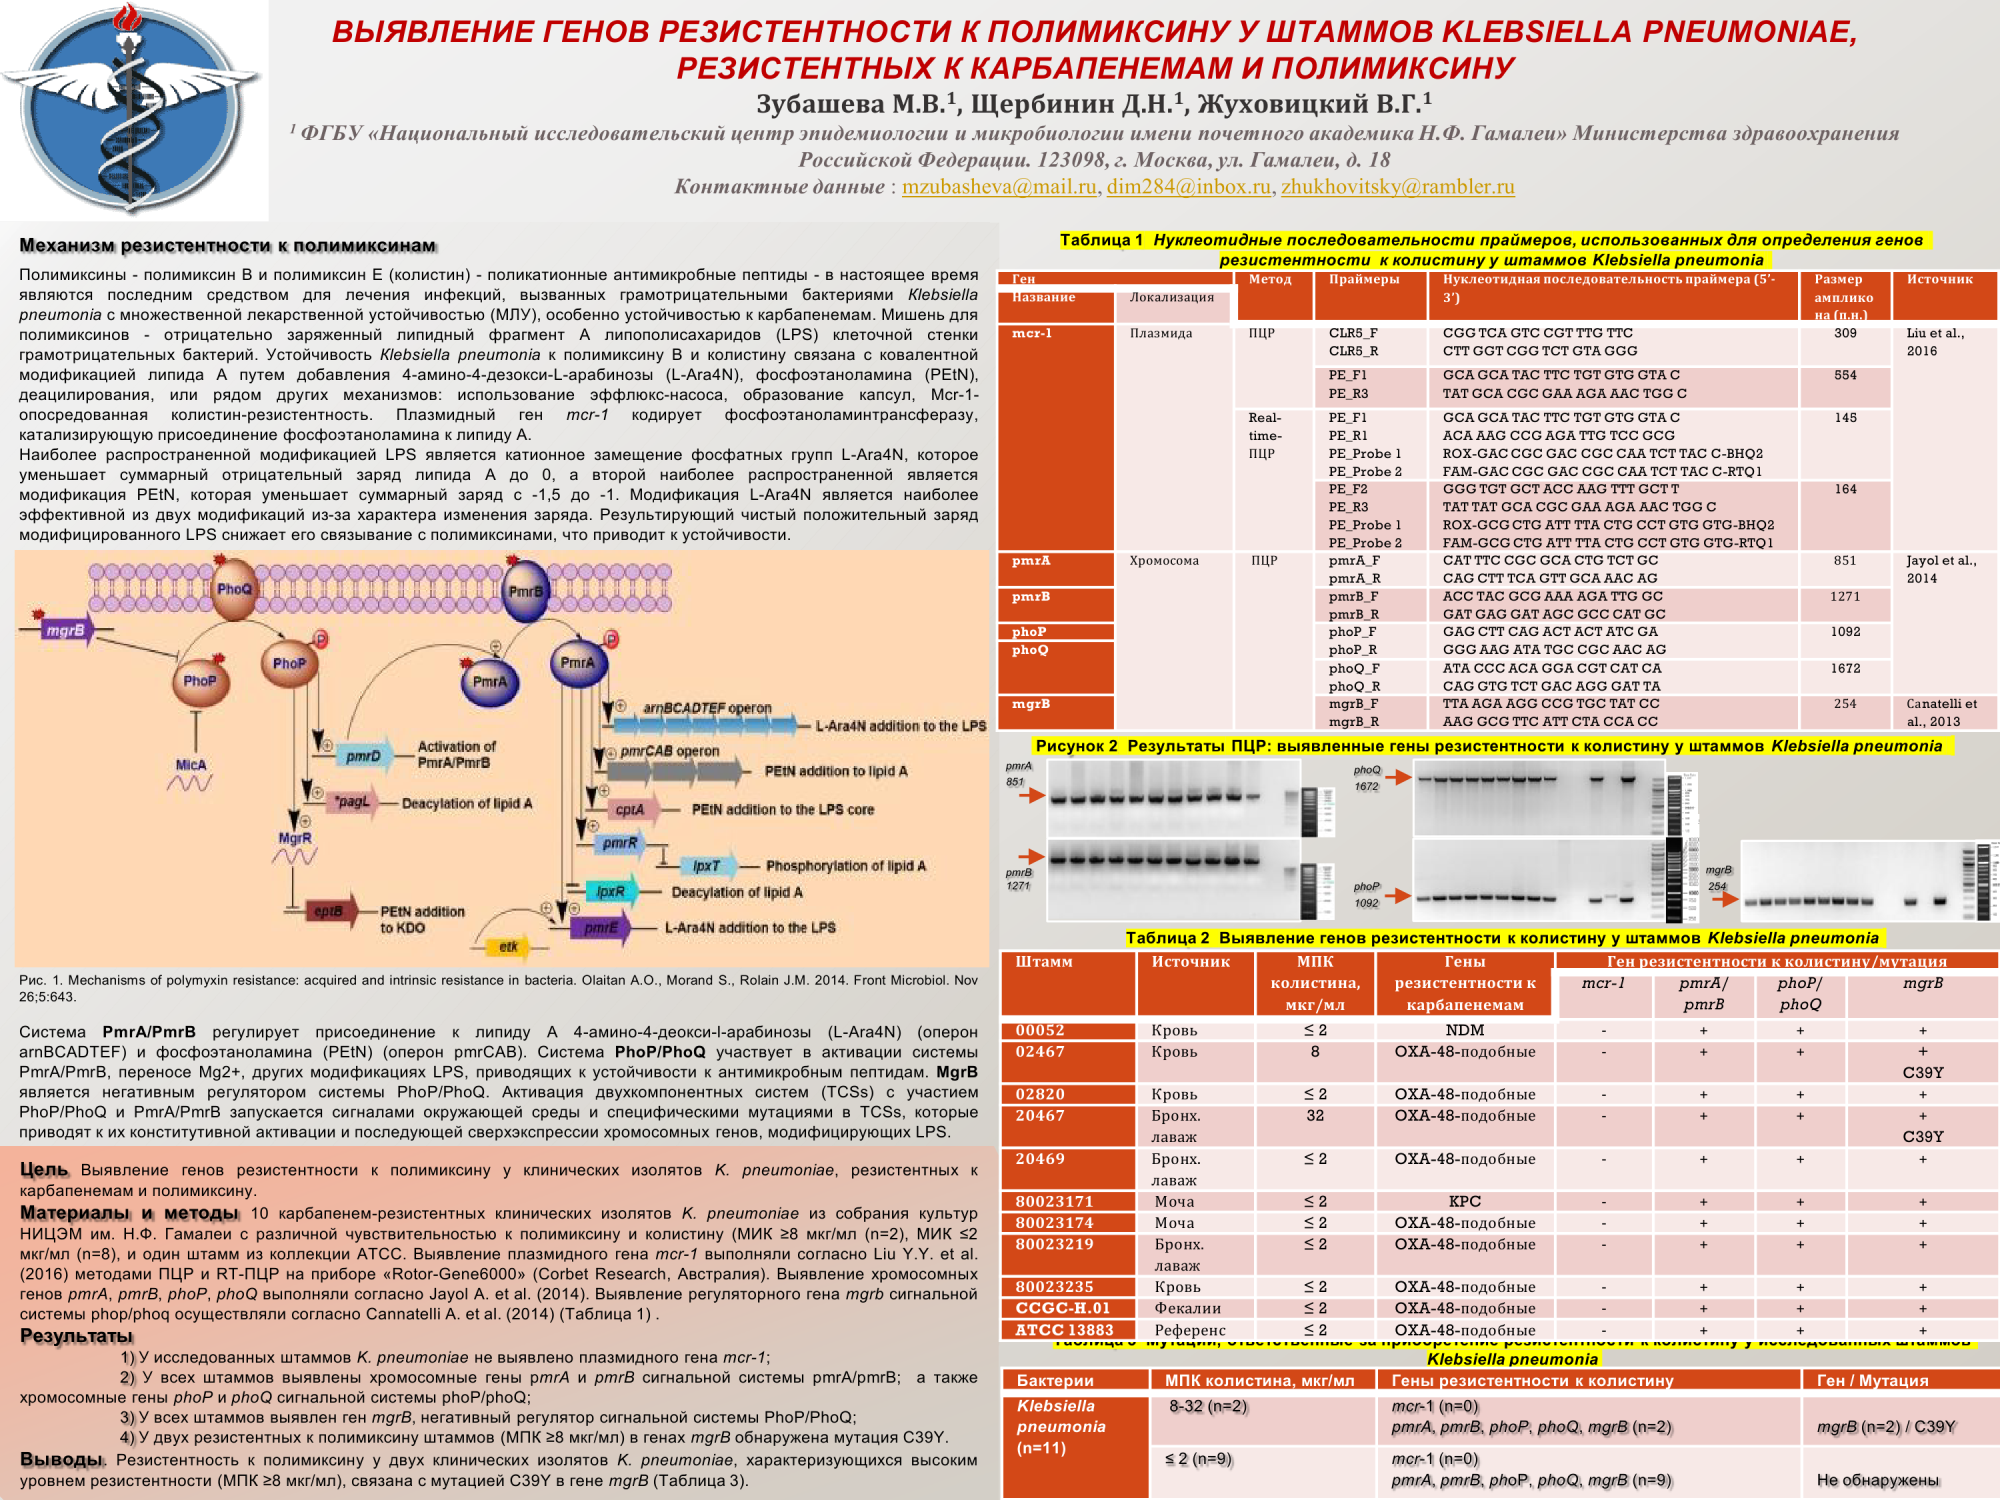 ВЫЯВЛЕНИЕ ГЕНОВ РЕЗИСТЕНТНОСТИ К ПОЛИМИКСИНУ У ШТАММОВ KLEBSIELLA PNEUMONIAE,
РЕЗИСТЕНТНЫХ К КАРБАПЕНЕМАМ И ПОЛИМИКСИНУ
Зубашева М.В.¹, Щербинин Д.Н.¹, Жуховицкий В.Г.¹
¹ ФГБУ «Национальный исследовательский центр эпидемиологии и микробиологии имени почетного академика Н.Ф. Гамалеи» Министерства здравоохранения
Российской Федерации. 123098, г. Москва, ул. Гамалеи, д. 18
Контактные данные : mzubasheva@mail.ru, dim284@inbox.ru, zhukhovitsky@rambler.ru
Механизм резистентности к полимиксинам
Полимиксины - полимиксин В и полимиксин Е (колистин) - поликатионные антимикробные пептиды - в настоящее время
являются последним средством для лечения инфекций, вызванных грамотрицательными бактериями Klebsiella
pneumonia с множественной лекарственной устойчивостью (МЛУ), особенно устойчивостью к карбапенемам. Мишень для
полимиксинов - отрицательно заряженный липидный фрагмент А липополисахаридов (LPS) клеточной стенки
грамотрицательных бактерий. Устойчивость Klebsiella pneumonia к полимиксину В и колистину связана с ковалентной
модификацией липида А путем добавления 4-амино-4-дезокси-L-арабинозы (L-Ara4N), фосфоэтаноламина (PEtN),
деацилирования, или рядом других механизмов: использование эффлюкс-насоса, образование капсул, Mcr-1-
опосредованная колистин-резистентность. Плазмидный ген mcr-1 кодирует фосфоэтаноламинтрансферазу,
катализирующую присоединение фосфоэтаноламина к липиду А.
Наиболее распространенной модификацией LPS является катионное замещение фосфатных групп L-Ara4N, которое
уменьшает суммарный отрицательный заряд липида А до 0, а второй наиболее распространенной является
модификация PEtN, которая уменьшает суммарный заряд с -1,5 до -1. Модификация L-Ara4N является наиболее
эффективной из двух модификаций из-за характера изменения заряда. Результирующий чистый положительный заряд
модифицированного LPS снижает его связывание с полимиксинами, что приводит к устойчивости.
PhoQ
PmrB
mgrB
P
P
PhoP
PhoP
PmrA
PmrA
arnBCADTEF operon
L-Ara4N addition to the LPS
pmrD
Activation of
PmrA/PmrB
pmrCAB operon
PEtN addition to lipid A
MicA
*pagL
Deacylation of lipid A
cptA
PEtN addition to the LPS core
MgrR
pmrR
lpxT
Phosphorylation of lipid A
lpxR
Deacylation of lipid A
eptB
PEtN addition
to KDO
pmrE
L-Ara4N addition to the LPS
etk
Рис. 1. Mechanisms of polymyxin resistance: acquired and intrinsic resistance in bacteria. Olaitan A.O., Morand S., Rolain J.M. 2014. Front Microbiol. Nov
26;5:643.
Система PmrA/PmrB регулирует присоединение к липиду А 4-амино-4-деокси-l-арабинозы (L-Ara4N) (оперон
arnBCADTEF) и фосфоэтаноламина (PEtN) (оперон pmrCAB). Система PhoP/PhoQ участвует в активации системы
PmrA/PmrB, переносе Mg2+, других модификациях LPS, приводящих к устойчивости к антимикробным пептидам. MgrB
является негативным регулятором системы PhoP/PhoQ. Активация двухкомпонентных систем (TCSs) с участием
PhoP/PhoQ и PmrA/PmrB запускается сигналами окружающей среды и специфическими мутациями в TCSs, которые
приводят к их конститутивной активации и последующей сверхэкспрессии хромосомных генов, модифицирующих LPS.
Цель Выявление генов резистентности к полимиксину у клинических изолятов K. pneumoniae, резистентных к
карбапенемам и полимиксину.
Материалы и методы 10 карбапенем-резистентных клинических изолятов K. pneumoniae из собрания культур
НИЦЭМ им. Н.Ф. Гамалеи с различной чувствительностью к полимиксину и колистину (МИК ≥8 мкг/мл (n=2), МИК ≤2
мкг/мл (n=8), и один штамм из коллекции АТСС. Выявление плазмидного гена mcr-1 выполняли согласно Liu Y.Y. et al.
(2016) методами ПЦР и RT-ПЦР на приборе «Rotor-Gene6000» (Corbet Research, Австралия). Выявление хромосомных
генов pmrA, pmrB, phoP, phoQ выполняли согласно Jayol A. et al. (2014). Выявление регуляторного гена mgrb сигнальной
системы phop/phoq осуществляли согласно Cannatelli A. et al. (2014) (Таблица 1) .
Результаты
1) У исследованных штаммов K. pneumoniae не выявлено плазмидного гена mcr-1;
2) У всех штаммов выявлены хромосомные гены pmrA и pmrB сигнальной системы pmrA/pmrB; а также
хромосомные гены phoP и phoQ сигнальной системы phoP/phoQ;
3) У всех штаммов выявлен ген mgrB, негативный регулятор сигнальной системы PhoP/PhoQ;
4) У двух резистентных к полимиксину штаммов (МПК ≥8 мкг/мл) в генах mgrB обнаружена мутация C39Y.
Выводы. Резистентность к полимиксину у двух клинических изолятов K. pneumoniae, характеризующихся высоким
уровнем резистентности (МПК ≥8 мкг/мл), связана с мутацией C39Y в гене mgrB (Таблица 3).
Таблица 1 Нуклеотидные последовательности праймеров, использованных для определения генов
резистентности к колистину у штаммов Klebsiella pneumonia
Ген Метод Праймеры Нуклеотидная последовательность праймера (5’- Размер Источник
Название Локализация 3’) амплико
на (п.н.)
mcr-1 Плазмида ПЦР CLR5_F CGG TCA GTC CGT TTG TTC 309 Liu et al.,
CLR5_R CTT GGT CGG TCT GTA GGG 2016
PE_F1 GCA GCA TAC TTC TGT GTG GTA C 554
PE_R3 TAT GCA CGC GAA AGA AAC TGG C
Real- PE_F1 GCA GCA TAC TTC TGT GTG GTA C 145
time- PE_R1 ACA AAG CCG AGA TTG TCC GCG
ПЦР PE_Probe 1 ROX-GAC CGC GAC CGC CAA TCT TAC C-BHQ2
PE_Probe 2 FAM-GAC CGC GAC CGC CAA TCT TAC C-RTQ1
PE_F2 GGG TGT GCT ACC AAG TTT GCT T 164
PE_R3 TAT TAT GCA CGC GAA AGA AAC TGG C
PE_Probe 1 ROX-GCG CTG ATT TTA CTG CCT GTG GTG-BHQ2
PE_Probe 2 FAM-GCG CTG ATT TTA CTG CCT GTG GTG-RTQ1
pmrA Хромосома ПЦР pmrA_F CAT TTC CGC GCA CTG TCT GC 851 Jayol et al.,
pmrA_R CAG CTT TCA GTT GCA AAC AG 2014
pmrB pmrB_F ACC TAC GCG AAA AGA TTG GC 1271
pmrB_R GAT GAG GAT AGC GCC CAT GC
phoP phoP_F GAG CTT CAG ACT ACT ATC GA 1092
phoQ phoP_R GGG AAG ATA TGC CGC AAC AG
phoQ_F ATA CCC ACA GGA CGT CAT CA 1672
phoQ_R CAG GTG TCT GAC AGG GAT TA
mgrB mgrB_F TTA AGA AGG CCG TGC TAT CC 254 Canatelli et
mgrB_R AAG GCG TTC ATT CTA CCA CC al., 2013
Рисунок 2 Результаты ПЦР: выявленные гены резистентности к колистину у штаммов Klebsiella pneumonia
pmrA
851
phoQ
1672
pmrB
1271
phoP
1092
mgrB
254
Таблица 2 Выявление генов резистентности к колистину у штаммов Klebsiella pneumonia
Штамм Источник МПК Гены Ген резистентности к колистину/мутация
колистина, резистентности к mcr-1 pmrA/ phoP/ mgrB
мкг/мл карбапенемам pmrB phoQ
00052 Кровь ≤ 2 NDM - + + +
02467 Кровь 8 OXA-48-подобные - + + +
C39Y
02820 Кровь ≤ 2 OXA-48-подобные - + + +
20467 Бронх. 32 OXA-48-подобные - + + +
лаваж C39Y
20469 Бронх. ≤ 2 OXA-48-подобные - + + +
лаваж
80023171 Моча ≤ 2 KPC - + + +
80023174 Моча ≤ 2 OXA-48-подобные - + + +
80023219 Бронх. ≤ 2 OXA-48-подобные - + + +
лаваж
80023235 Кровь ≤ 2 OXA-48-подобные - + + +
CCGC-H.01 Фекалии ≤ 2 OXA-48-подобные - + + +
ATCC 13883 Референс ≤ 2 OXA-48-подобные - + + +
Таблица 3 Мутации, ответственные за приобретение резистентности к колистину у исследованных штаммов
Klebsiella pneumonia
Бактерии МПК колистина, мкг/мл Гены резистентности к колистину Ген / Мутация
Klebsiella 8-32 (n=2) mcr-1 (n=0)
pneumonia pmrA, pmrB, phoP, phoQ, mgrB (n=2) mgrB (n=2) / C39Y
(n=11)
≤ 2 (n=9) mcr-1 (n=0)
pmrA, pmrB, phoP, phoQ, mgrB (n=9) Не обнаружены